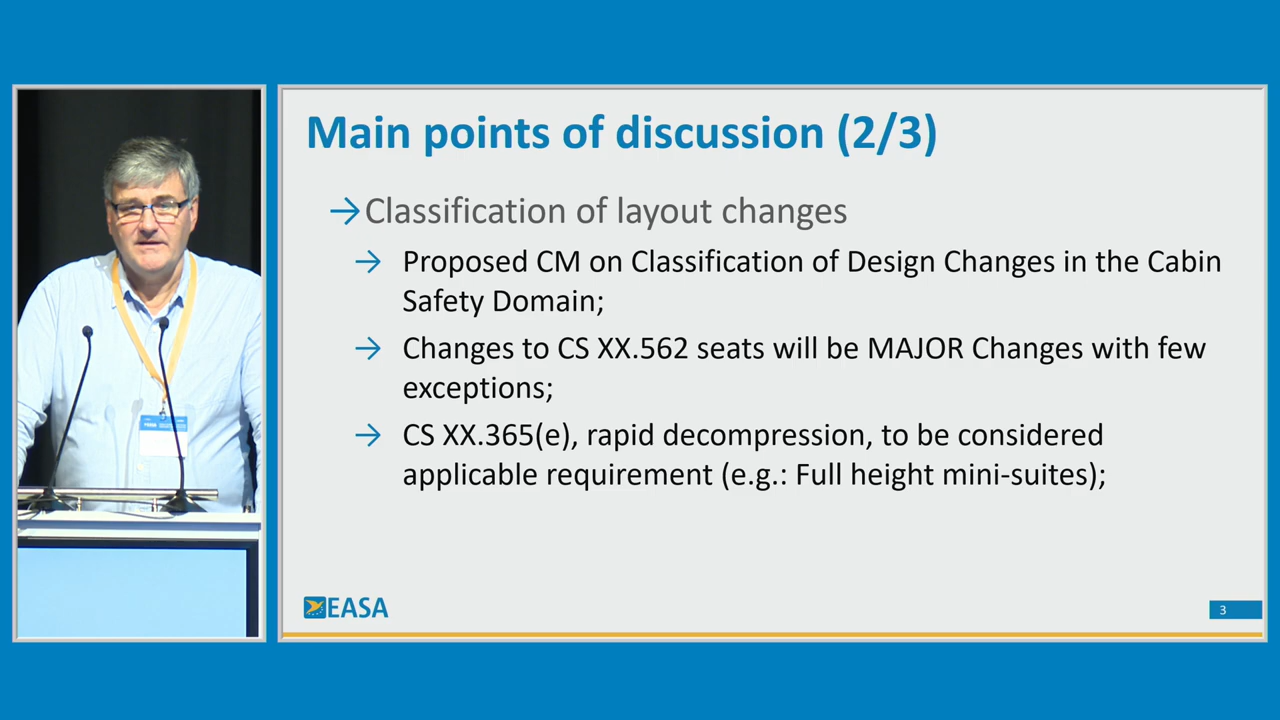 Main points of discussion (2/3)
→Classification of layout changes
→ Proposed CM on Classification of Design Changes in the Cabin
Safety Domain;
→ Changes to CS XX.562 seats will be MAJOR Changes with few
exceptions;
→ CS XX.365(e), rapid decompression, to be considered
applicable requirement (e.g.: Full height mini-suites);
EASA
3